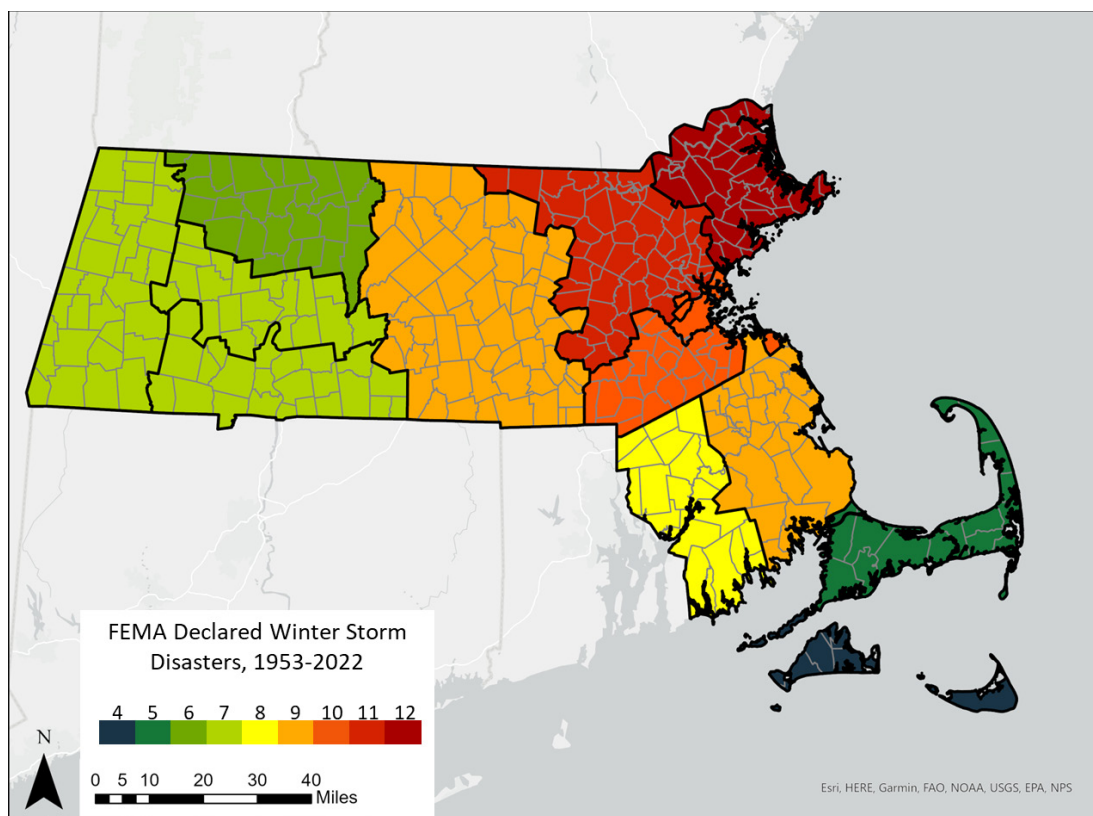 FEMA Declared Winter Storm
Disasters, 1953-2022
4 5 6 7 8 9 10 11 12
N
0 5 10 20 30 40
Miles
Esri, HERE, Garmin, FAO, NOAA, USGS, EPA, NPS